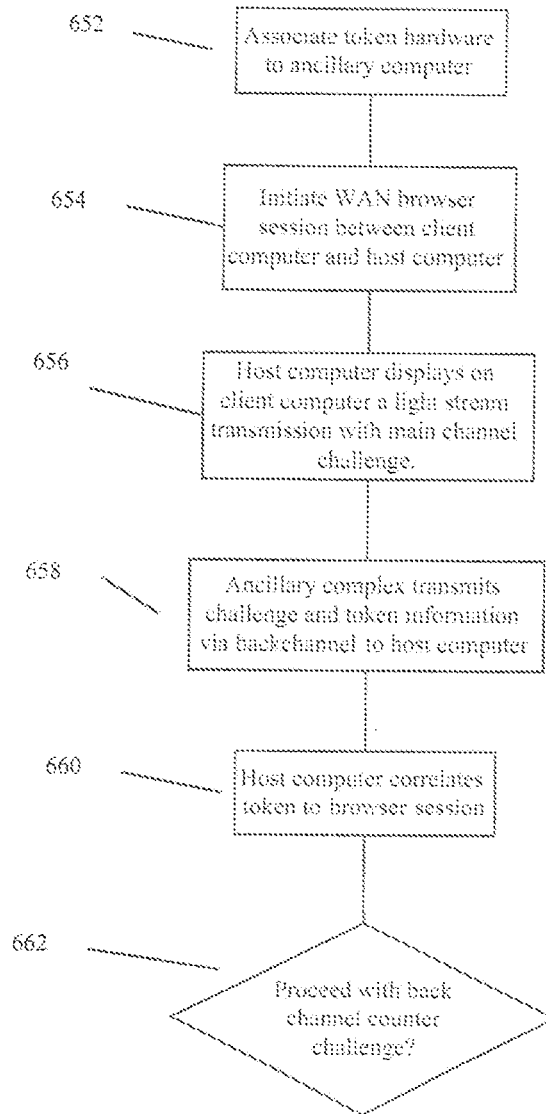 652
Associate token hardware
to ancillary computer
654
Initiate WAN browser
session between client
computer and host computer
656
Host computer displays on
client computer a light stream
transmission with main channel
challenge.
658
Ancillary complex transmits
challenge and token information
via backchannel to host computer
660
Host computer correlates
token to browser session
662
Proceed with back
channel counter
challenge?